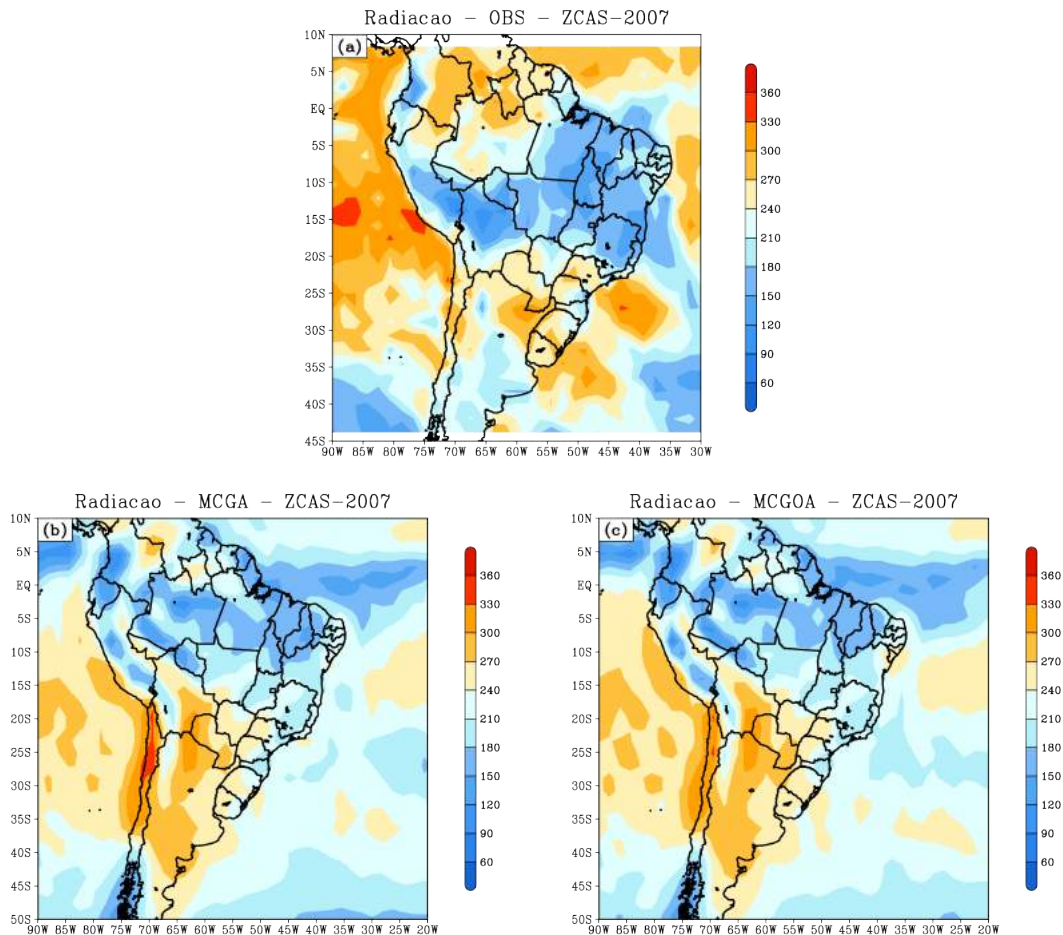 Radiacao - OBS - ZCAS-2007
(a)
10N
5N
EQ
5S
10S
15S
20S
25S
30S
35S
40S
45S
90W 85W 80W 75W 70W 65W 60W 55W 50W 45W 40W 35W 30W
360
330
300
270
240
210
180
150
120
90
60
Radiacao - MCGA - ZCAS-2007
(b)
10N
5N
EQ
5S
10S
15S
20S
25S
30S
35S
40S
45S
50S
90W 85W 80W 75W 70W 65W 60W 55W 50W 45W 40W 35W 30W 25W 20W
360
330
300
270
240
210
180
150
120
90
60
Radiacao - MCGOA - ZCAS-2007
(c)
10N
5N
EQ
5S
10S
15S
20S
25S
30S
35S
40S
45S
50S
90W 85W 80W 75W 70W 65W 60W 55W 50W 45W 40W 35W 30W 25W 20W
360
330
300
270
240
210
180
150
120
90
60